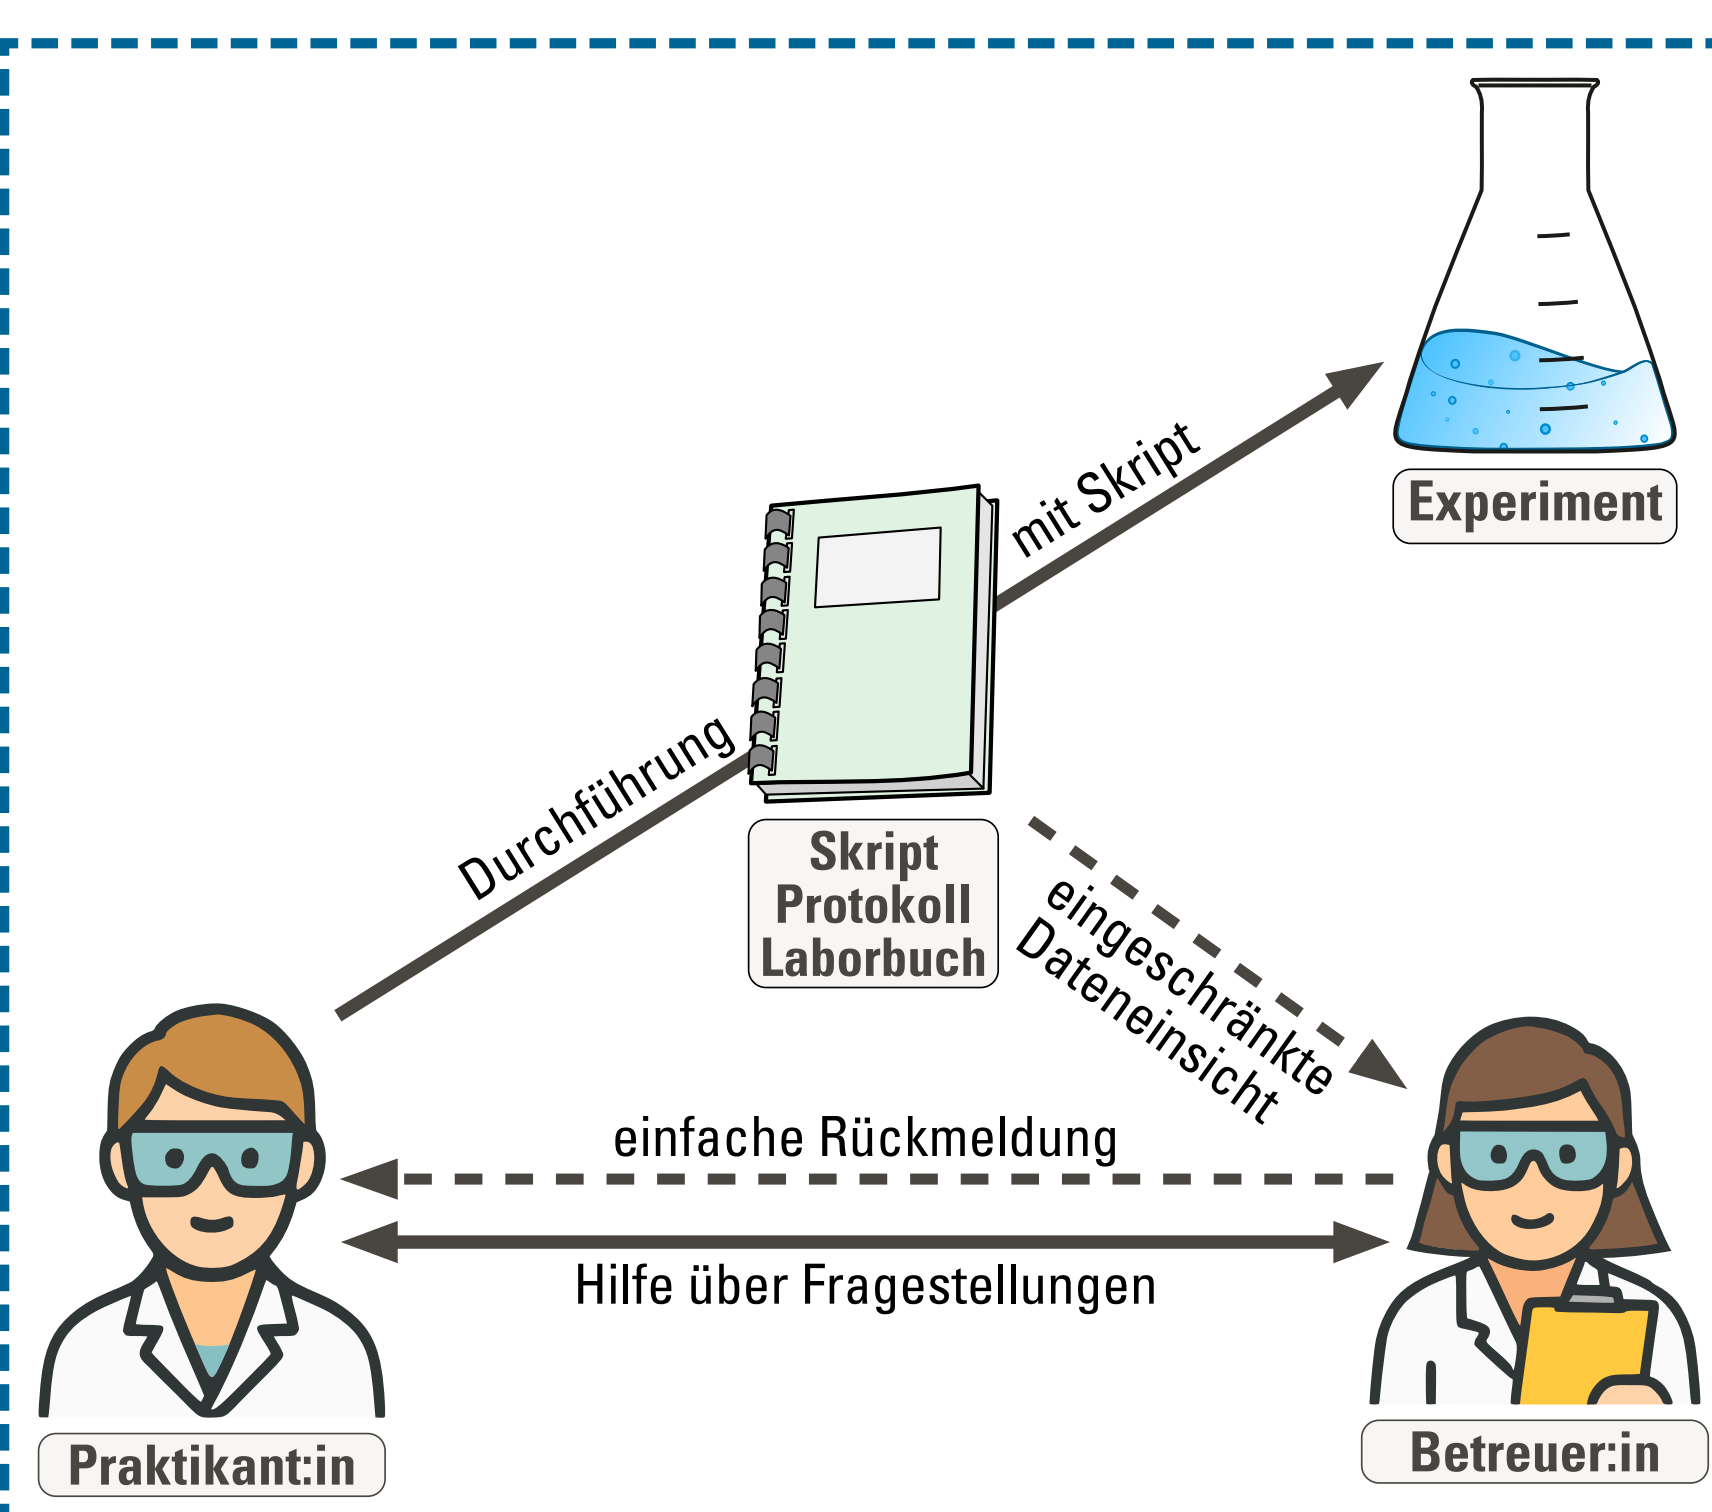 Experiment
mit Skript
Durchführung
Skript
Protokoll
Laborbuch
eingeschränkte
Dateneinsicht
einfache Rückmeldung
Hilfe über Fragestellungen
Praktikant:in
Betreuer:in